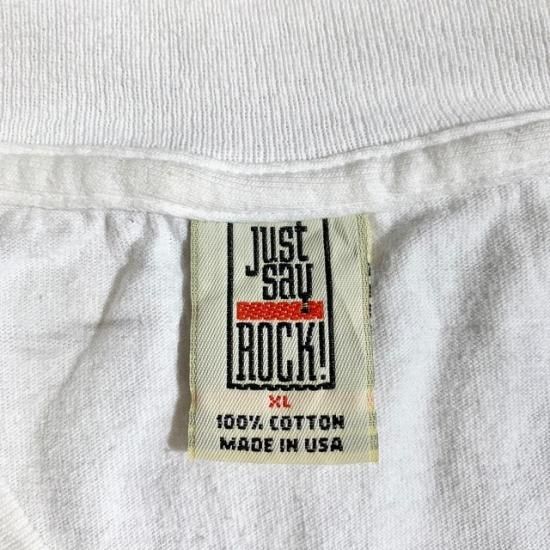 Just
say
ROCK!
XL
100% COTTON
MADE IN USA